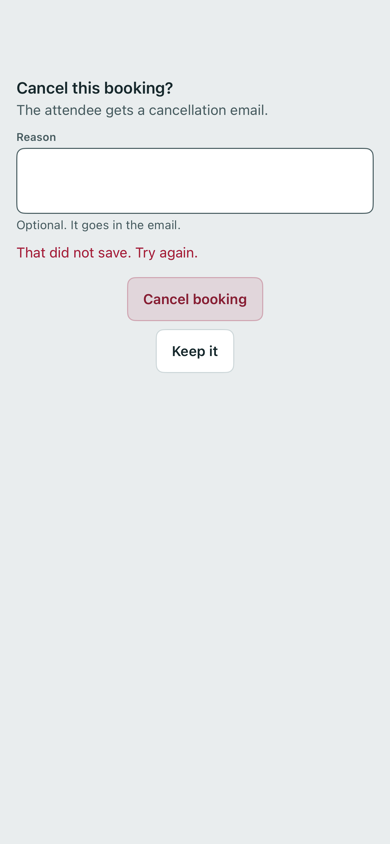 Cancel this booking?
The attendee gets a cancellation email.
Reason
Optional. It goes in the email.
That did not save. Try again.
Cancel booking
Keep it